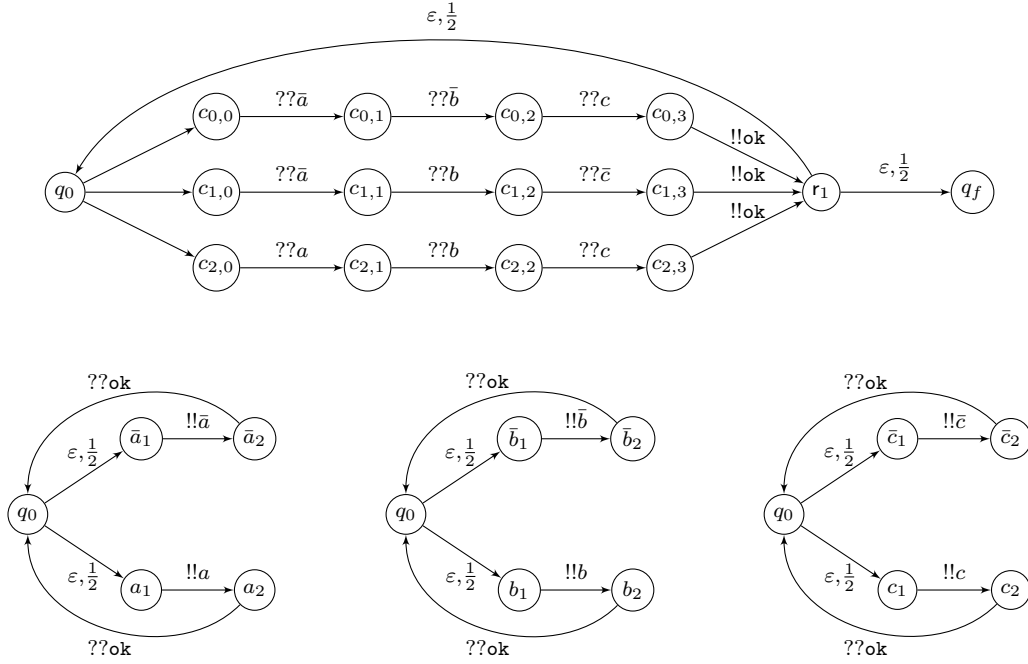 ε, 1/2
??ā ??b̄ ??c
c0,0 c0,1 c0,2 c0,3
!!ok
ε, 1/2
??ā ??b ??c̄ !!ok
q0 c1,0 c1,1 c1,2 c1,3 r1 qf
!!ok
??a ??b ??c
c2,0 c2,1 c2,2 c2,3
??ok ??ok ??ok
!!ā !!b̄ !!c̄
ā1 ā2 b̄1 b̄2 c̄1 c̄2
ε, 1/2 ε, 1/2 ε, 1/2
q0 q0 q0
ε, 1/2 ε, 1/2 ε, 1/2
!!a !!b !!c
a1 a2 b1 b2 c1 c2
??ok ??ok ??ok